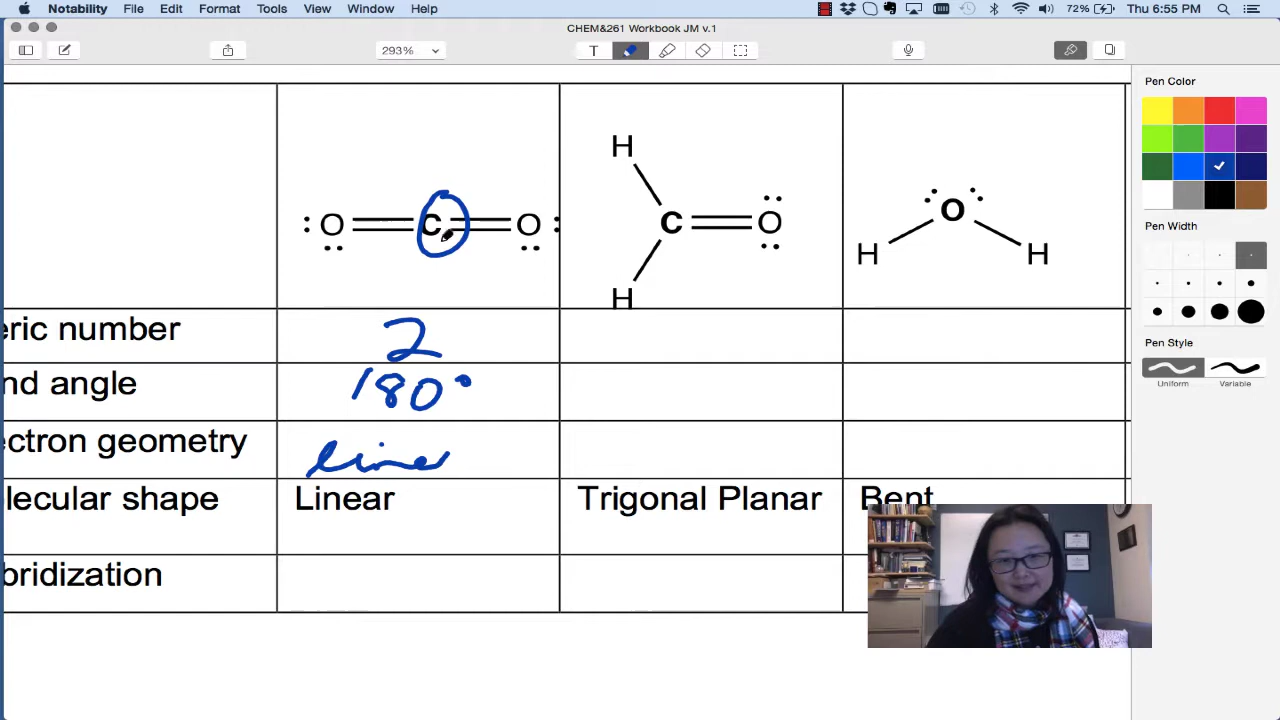 Notability File Edit Format Tools View Window Help 72% Thu 6:55 PM
CHEM&261 Workbook JM v.1
293% T
Pen Color
Pen Width
Pen Style
Uniform Variable
H
O C O
H
C O
O
H H
eric number 2
nd angle 180°
ectron geometry linear
lecular shape Linear Trigonal Planar Bent
bridization